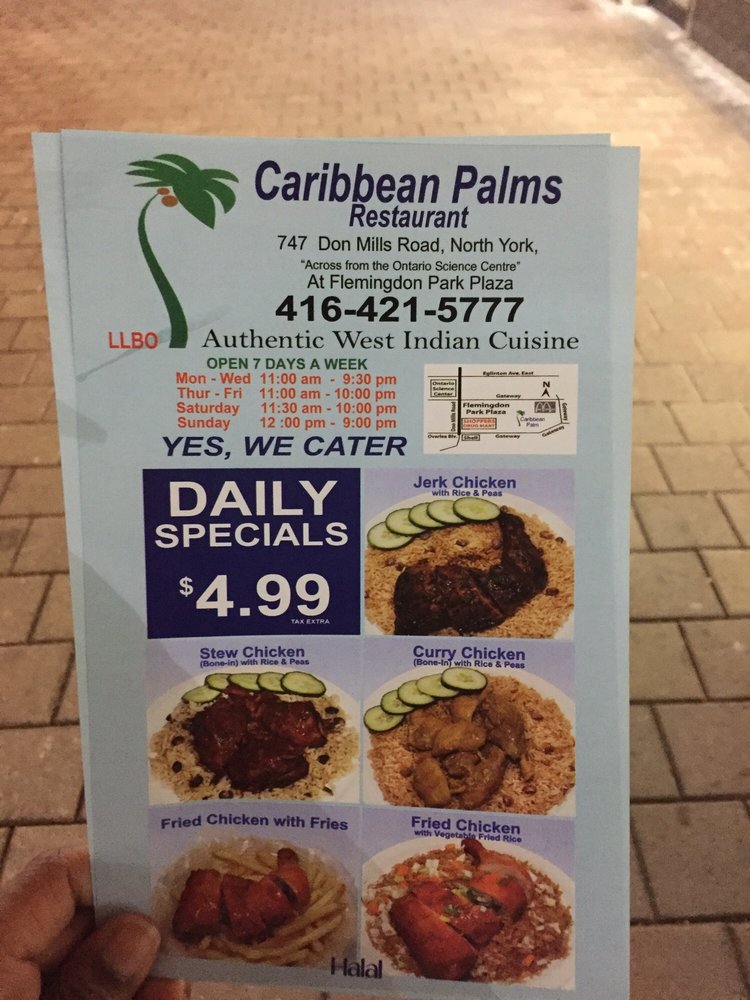 Caribbean Palms
Restaurant
747 Don Mills Road, North York,
"Across from the Ontario Science Centre"
At Flemingdon Park Plaza
416-421-5777
LLBO
Authentic West Indian Cuisine
OPEN 7 DAYS A WEEK
Mon - Wed 11:00 am - 9:30 pm
Thur - Fri 11:00 am - 10:00 pm
Saturday 11:30 am - 10:00 pm
Sunday 12 :00 pm - 9:00 pm
YES, WE CATER
Eglinton Ave. East
Ontario
Science
Center
Gateway
N
Don Mills Road
Flemingdon
Park Plaza
SHOPPERS
DRUG MART
Caribbean
Palm
Gateway
Ovarles Blv.
Shell
Gateway
Gateway
DAILY
SPECIALS
$4.99
TAX EXTRA
Jerk Chicken
with Rice & Peas
Stew Chicken
(Bone-in) with Rice & Peas
Curry Chicken
(Bone-In) with Rice & Peas
Fried Chicken with Fries
Fried Chicken
with Vegetable Fried Rice
Halal